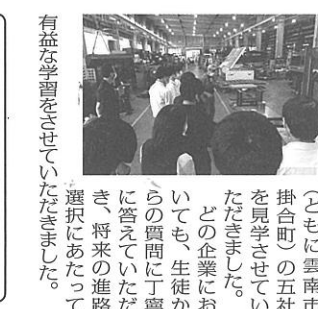 （ともに雲南市
掛合町）の五社
を見学させてい
ただきました。
どの企業にお
いても、生徒か
らの質問に丁寧
に答えていただ
き、将来の進路
選択にあたって
有益な学習をさせていただきました。